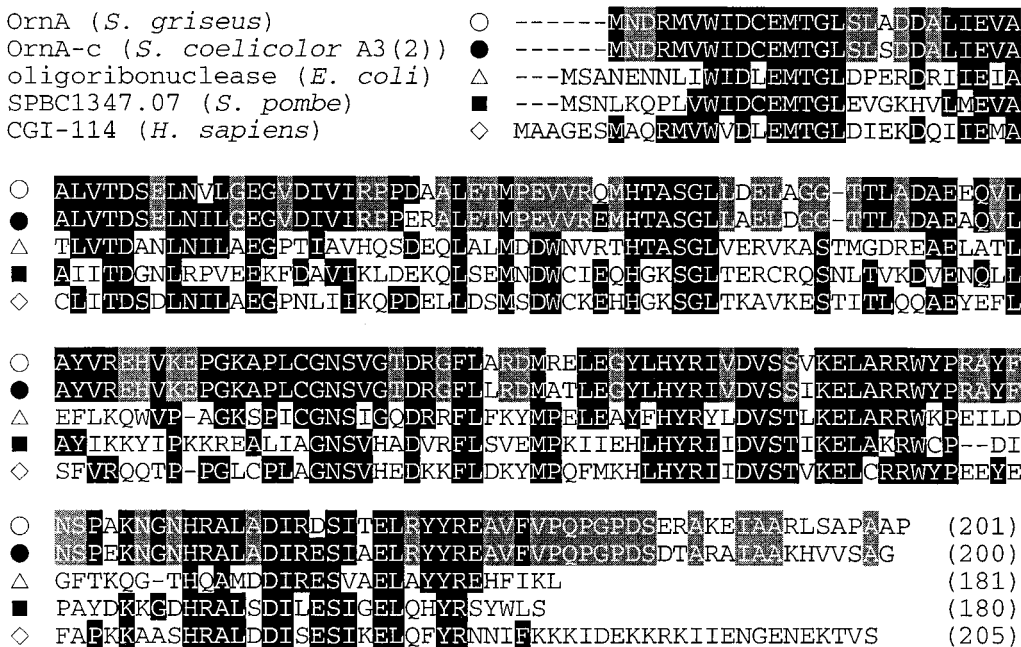 OrnA (S. griseus) ○ ------MNDRMVWIDCEMTGLSLADDALIEVA
OrnA-c (S. coelicolor A3(2)) ● ------MNDRMVWIDCEMTGLSLSDDALIEVA
oligoribonuclease (E. coli) △ ---MSANENNLIWIDLEMTGLDPERDRIIEIA
SPBC1347.07 (S. pombe) ■ ----MSNLKQPLVWIDCEMTGLEVGKHVLMEVA
CGI-114 (H. sapiens) ◇ MAAGESMAQRMVWVDLEMTGLDIEKDQIIEMA
○ ALVTDSELNVLGEGVDIVIRPPDAALETMPEVVRQMHTASGLLDELAGG-TTLADAEEQVL
● ALVTDSELNILGEGVDIVIRPPERALETMPEVVREMHTASGLLAELDGG-TTLADAEAQVL
△ TLVTDANLNILAEGPTIAVHQSDEQLALMDDWNVRTHTASGLVERVKASTMGDREAELATL
■ AIITDGNLRPVEEKFDAVIKLDEKQLSEMNDWCIEQHGKSGLTERCRQSNLTVKDVENQLL
◇ CLITDSDLNILAEGPNLIIKQPDELLDSMSDWCKEHHGKSGLTKAVKESTITLQQAEYEFL
○ AYVREHVKEPGKAPLCGNSVGTDRGFLARDMRELEGYLHYRIVDVSSVKELARRWYPRAYF
● AYVREHVKEPGKAPLCGNSVGTDRGFLLRDMATLEGYLHYRIVDVSSIKELARRWYPRAYF
△ EFLKQWVP-AGKSPICGNSIGQDRRFLFKYMPELEAYFHYRYLDVSTLKELARRWKPEILD
■ AYIKKYIPKKREALIAGNSVHADVRFLSVEMPKIIEHLHYRIIDVSTIKELAKRWCP--DI
◇ SFVRQQTP-PGLCPLAGNSVHEDKKFLDKYMPQFMKHLHYRIIDVSTVKELCRRWYPEEYE
○ NSPAKNGNHRALADIRDSITELRYYREAVFVPQPGPDSERAKEIAARLSAPAAP (201)
● NSPEKNGNHRALADIRESIAELRYYREAVFVPQPGPDSDTARAIAAKHVVSAG (200)
△ GFTKQG-THQAMDDIRESVAELAYYREHFIKL (181)
■ PAYDKKGDHRALSDILESIGELQHYRSYWLS (180)
◇ FAPKKAASHRALDDISESIKELQFYRNNIFKKKIDEKKRKIIENGENEKTVS (205)